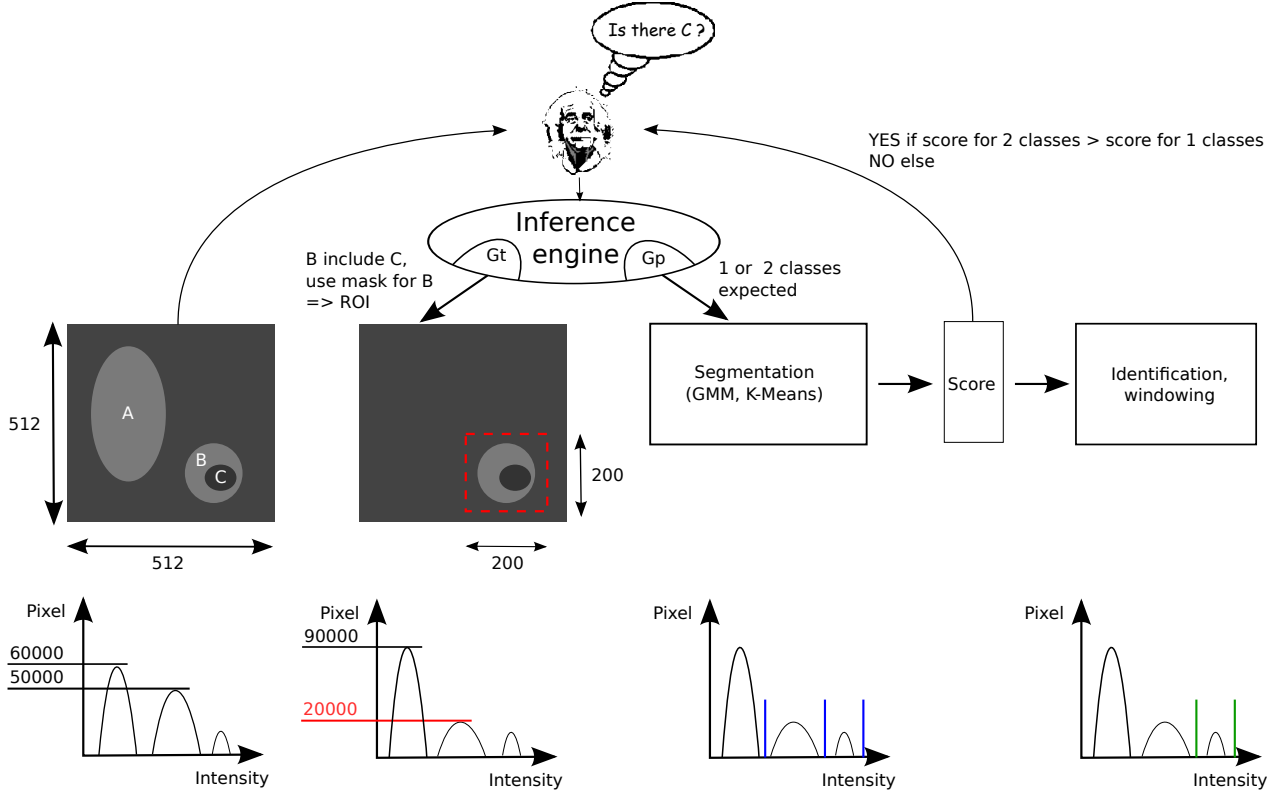 Is there C ?
YES if score for 2 classes > score for 1 classes
NO else
Inference
engine
Gt
Gp
B include C,
use mask for B
=> ROI
1 or 2 classes
expected
512
A
B
C
512
200
200
Segmentation
(GMM, K-Means)
Score
Identification,
windowing
Pixel
60000
50000
Intensity
Pixel
90000
20000
Intensity
Pixel
Intensity
Pixel
Intensity